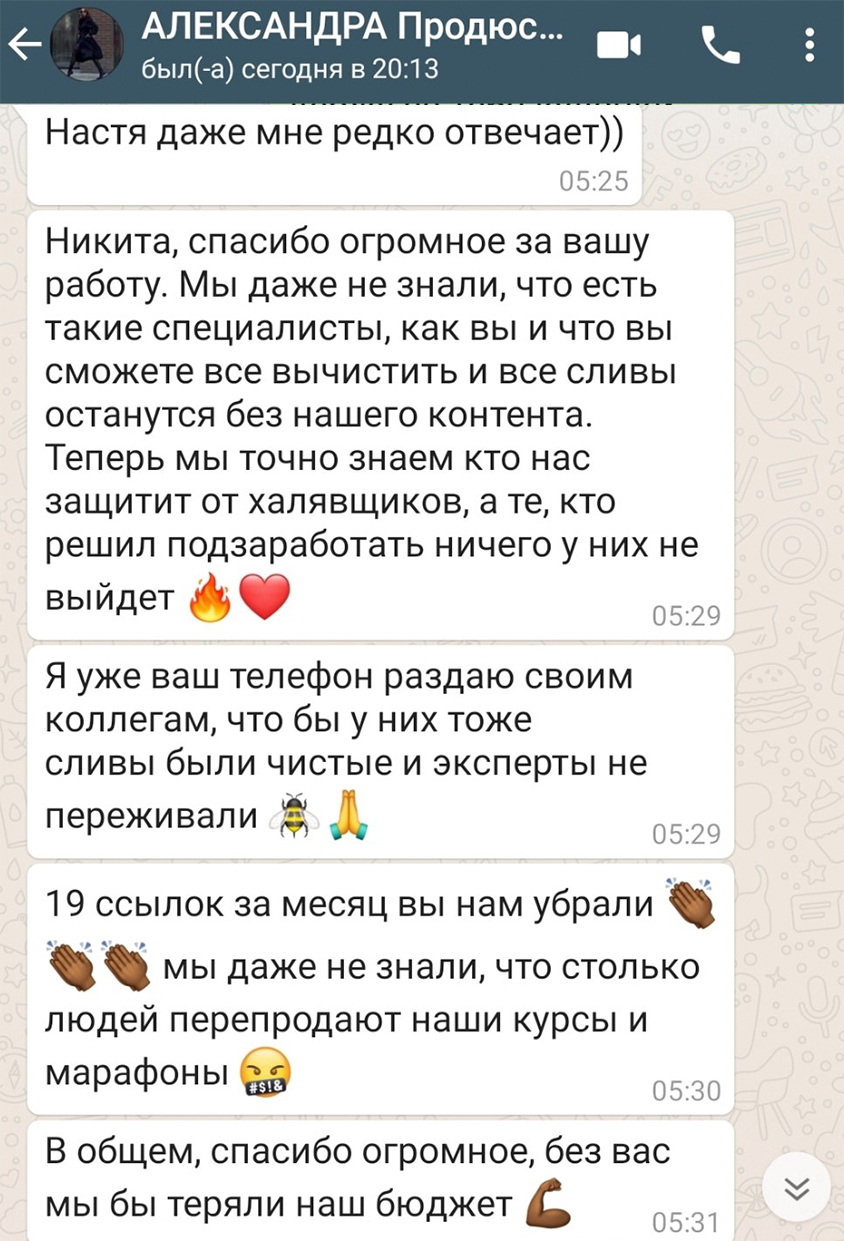 АЛЕКСАНДРА Продюс...
был(-а) сегодня в 20:13
Настя даже мне редко отвечает))
05:25
Никита, спасибо огромное за вашу
работу. Мы даже не знали, что есть
такие специалисты, как вы и что вы
сможете все вычистить и все сливы
останутся без нашего контента.
Теперь мы точно знаем кто нас
защитит от халявщиков, а те, кто
решил подзаработать ничего у них не
выйдет 🔥❤️
05:29
Я уже ваш телефон раздаю своим
коллегам, что бы у них тоже
сливы были чистые и эксперты не
переживали 🐝🙏
05:29
19 ссылок за месяц вы нам убрали 👏🏾
👏🏾👏🏾 мы даже не знали, что столько
людей перепродают наши курсы и
марафоны 🤬
05:30
В общем, спасибо огромное, без вас
мы бы теряли наш бюджет 💪🏾
05:31